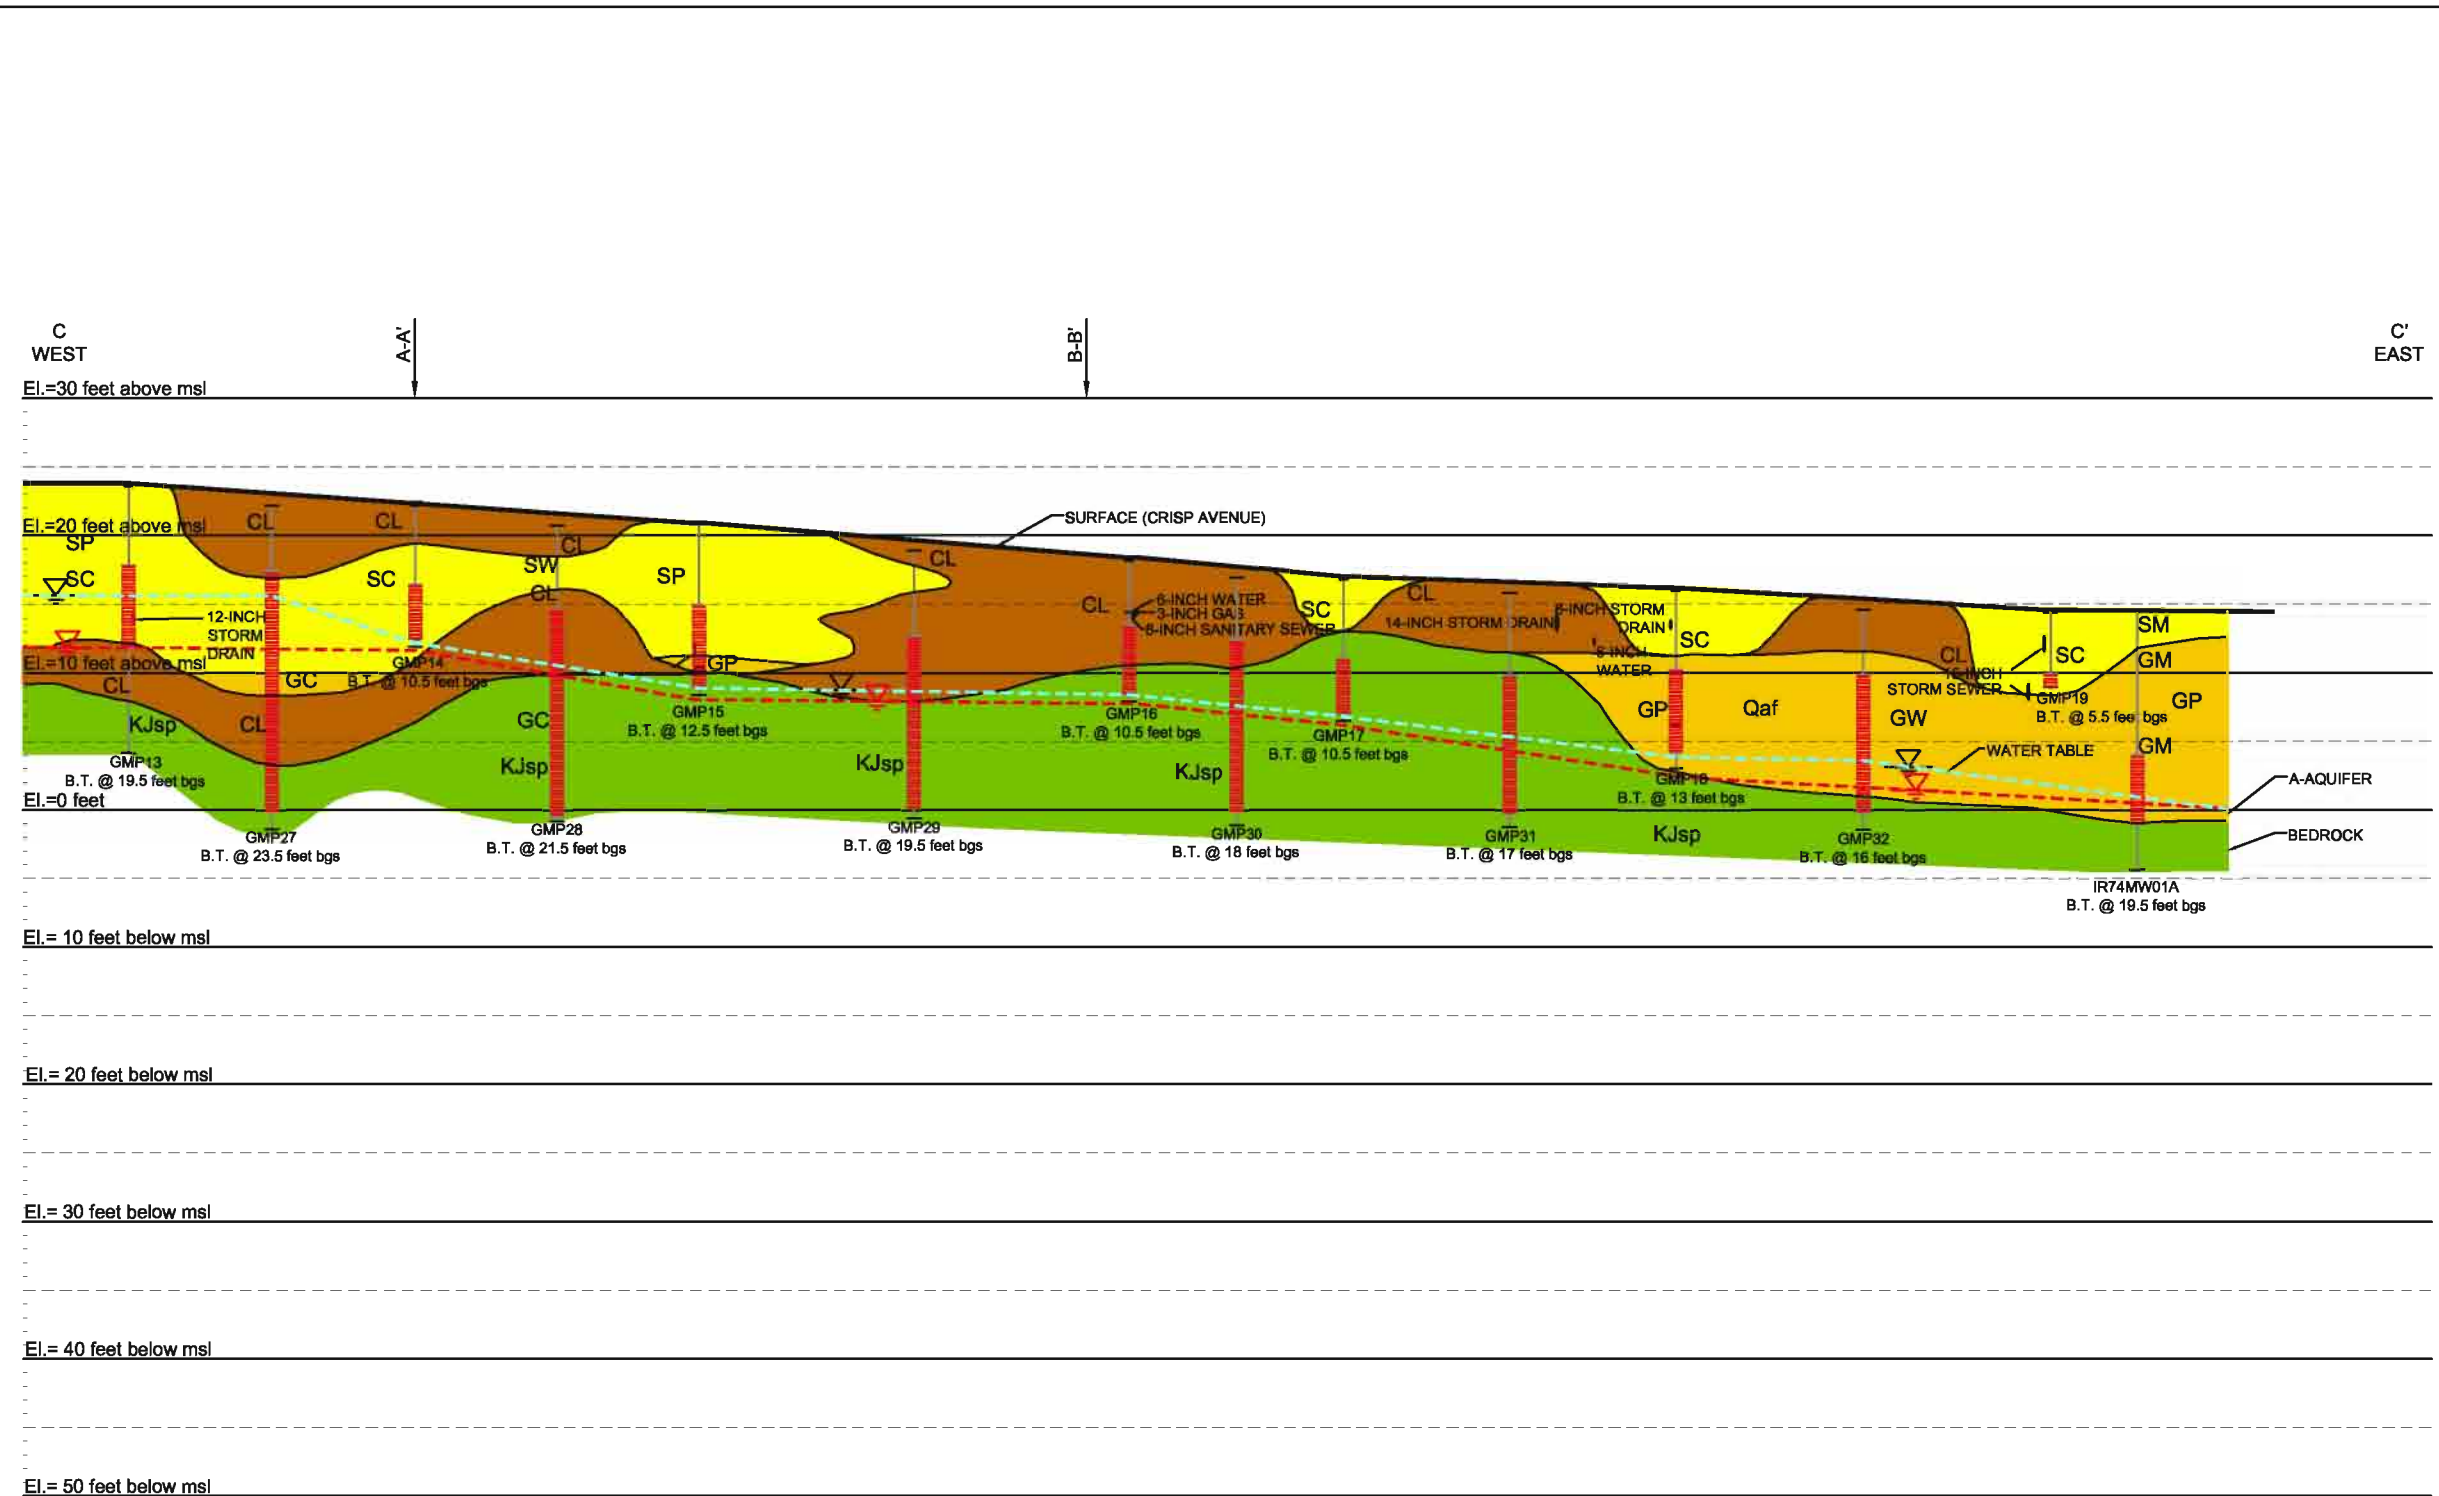 C
WEST
A-A'
B-B'
C'
EAST
El.=30 feet above msl
SURFACE (CRISP AVENUE)
El.=20 feet above msl
CL
CL
CL
CL
SP
SC
SC
SW
CL
SP
CL
6-INCH WATER
3-INCH GAS
6-INCH SANITARY SEWER
SC
CL
14-INCH STORM DRAIN
6-INCH STORM
DRAIN
SC
WATER
12-INCH
STORM
DRAIN
SM
SC
GM
CL
GP
El.=10 feet above msl
GMP14
B.T. @ 10.5 feet bgs
GC
CL
GP
STORM SEWER
GMP19
B.T. @ 5.5 feet bgs
KJsp
CL
GC
GMP15
B.T. @ 12.5 feet bgs
GMP16
B.T. @ 10.5 feet bgs
GMP17
B.T. @ 10.5 feet bgs
GP
Qaf
GW
GM
WATER TABLE
GMP13
B.T. @ 19.5 feet bgs
KJsp
KJsp
KJsp
GMP18
B.T. @ 13 feet bgs
A-AQUIFER
El.=0 feet
GMP27
B.T. @ 23.5 feet bgs
GMP28
B.T. @ 21.5 feet bgs
GMP29
B.T. @ 19.5 feet bgs
GMP30
B.T. @ 18 feet bgs
GMP31
B.T. @ 17 feet bgs
KJsp
GMP32
B.T. @ 16 feet bgs
BEDROCK
IR74MW01A
B.T. @ 19.5 feet bgs
El.= 10 feet below msl
El.= 20 feet below msl
El.= 30 feet below msl
El.= 40 feet below msl
El.= 50 feet below msl